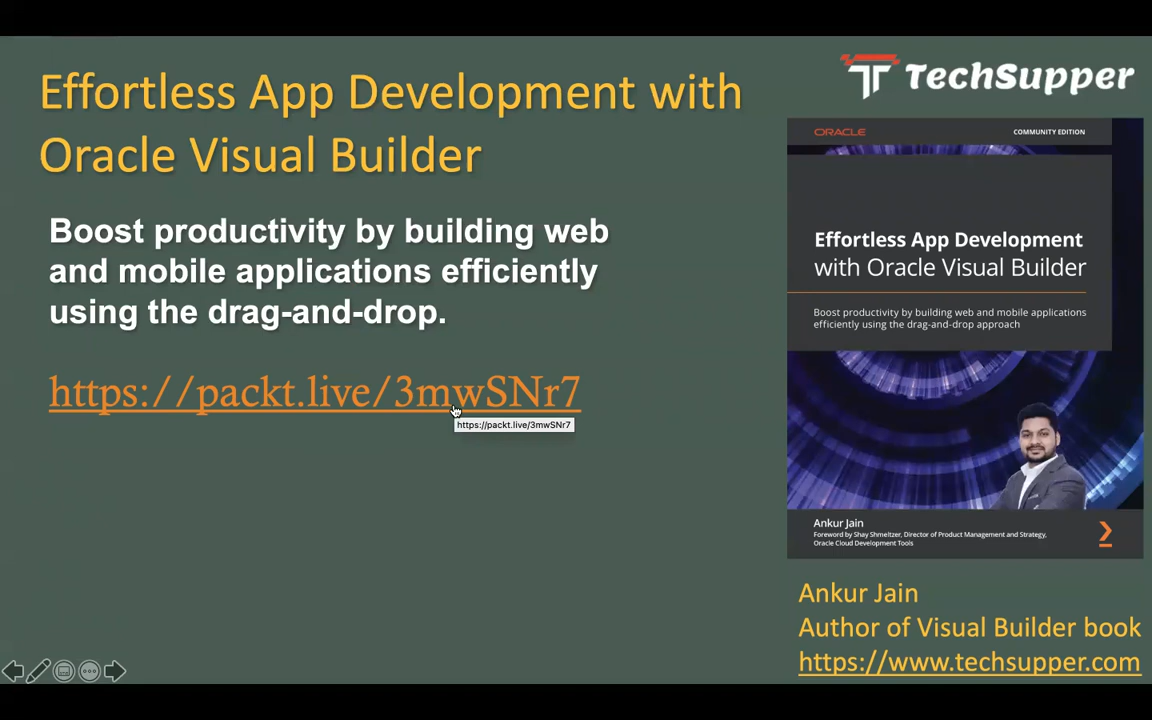 Effortless App Development with
Oracle Visual Builder
Boost productivity by building web
and mobile applications efficiently
using the drag-and-drop.
https://packt.live/3mwSNr7
https://packt.live/3mwSNr7
TechSupper
ORACLE
COMMUNITY EDITION
Effortless App Development
with Oracle Visual Builder
Boost productivity by building web and mobile applications
efficiently using the drag-and-drop approach
Ankur Jain
Foreword by Shay Shmeltzer, Director of Product Management and Strategy,
Oracle Cloud Development Tools
Ankur Jain
Author of Visual Builder book
https://www.techsupper.com